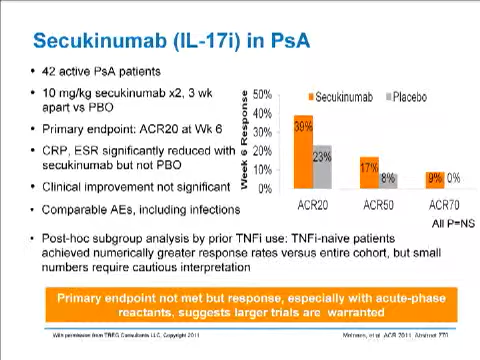 Secukinumab (IL-17i) in PsA
• 42 active PsA patients
• 10 mg/kg secukinumab x2, 3 wk
apart vs PBO
• Primary endpoint: ACR20 at Wk 6
• CRP, ESR significantly reduced with
secukinumab but not PBO
• Clinical improvement not significant
• Comparable AEs, including infections
Week 6 Response
50%
40%
30%
20%
10%
0%
Secukinumab
Placebo
39%
23%
17%
8%
9%
0%
ACR20
ACR50
ACR70
All P=NS
• Post-hoc subgroup analysis by prior TNFi use: TNFi-naive patients
achieved numerically greater response rates versus entire cohort, but small
numbers require cautious interpretation
Primary endpoint not met but response, especially with acute-phase
reactants, suggests larger trials are warranted
With permission from TREG Consultants LLC, Copyright 2011
et al. ACR 2011, Abstract